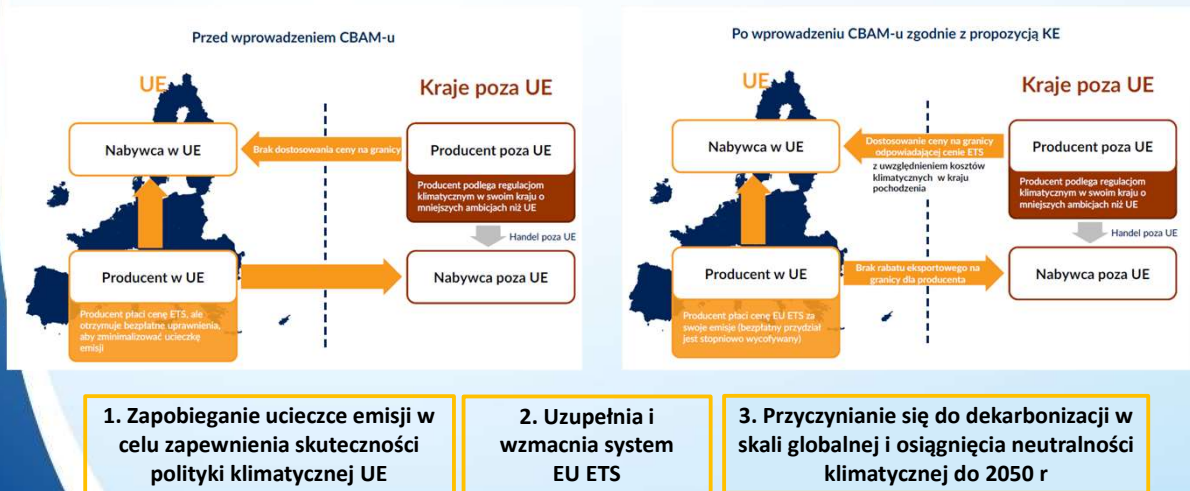 Przed wprowadzeniem CBAM-u
UE
Kraje poza UE
Nabywca w UE
Brak dostosowania ceny na granicy
Producent poza UE
Producent podlega regulacjom
klimatycznym w swoim kraju o
mniejszych ambicjach niż UE
Handel poza UE
Producent w UE
Nabywca poza UE
Producent płaci cenę ETS, ale
otrzymuje bezpłatne uprawnienia,
aby zminimalizować ucieczkę
emisji
Po wprowadzeniu CBAM-u zgodnie z propozycją KE
UE
Kraje poza UE
Nabywca w UE
Dostosowanie ceny na granicy
odpowiadającej cenie ETS
z uwzględnieniem kosztów
klimatycznych w kraju
pochodzenia
Producent poza UE
Producent podlega regulacjom
klimatycznym w swoim kraju o
mniejszych ambicjach niż UE
Handel poza UE
Producent w UE
Brak rabatu eksportowego na
granicy dla producenta
Nabywca poza UE
Producent płaci cenę EU ETS za
swoje emisje (bezpłatny przydział
jest stopniowo wycofywany)
1. Zapobieganie ucieczce emisji w
celu zapewnienia skuteczności
polityki klimatycznej UE
2. Uzupełnia i
wzmacnia system
EU ETS
3. Przyczynianie się do dekarbonizacji w
skali globalnej i osiągnięcia neutralności
klimatycznej do 2050 r